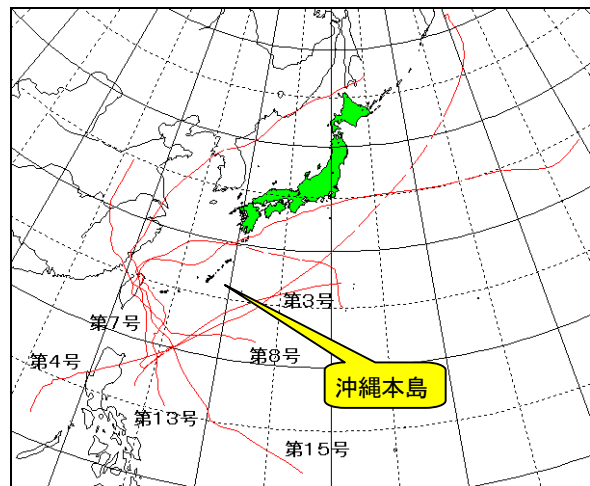 第3号
第7号
第8号
第4号
沖縄本島
第13号
第15号